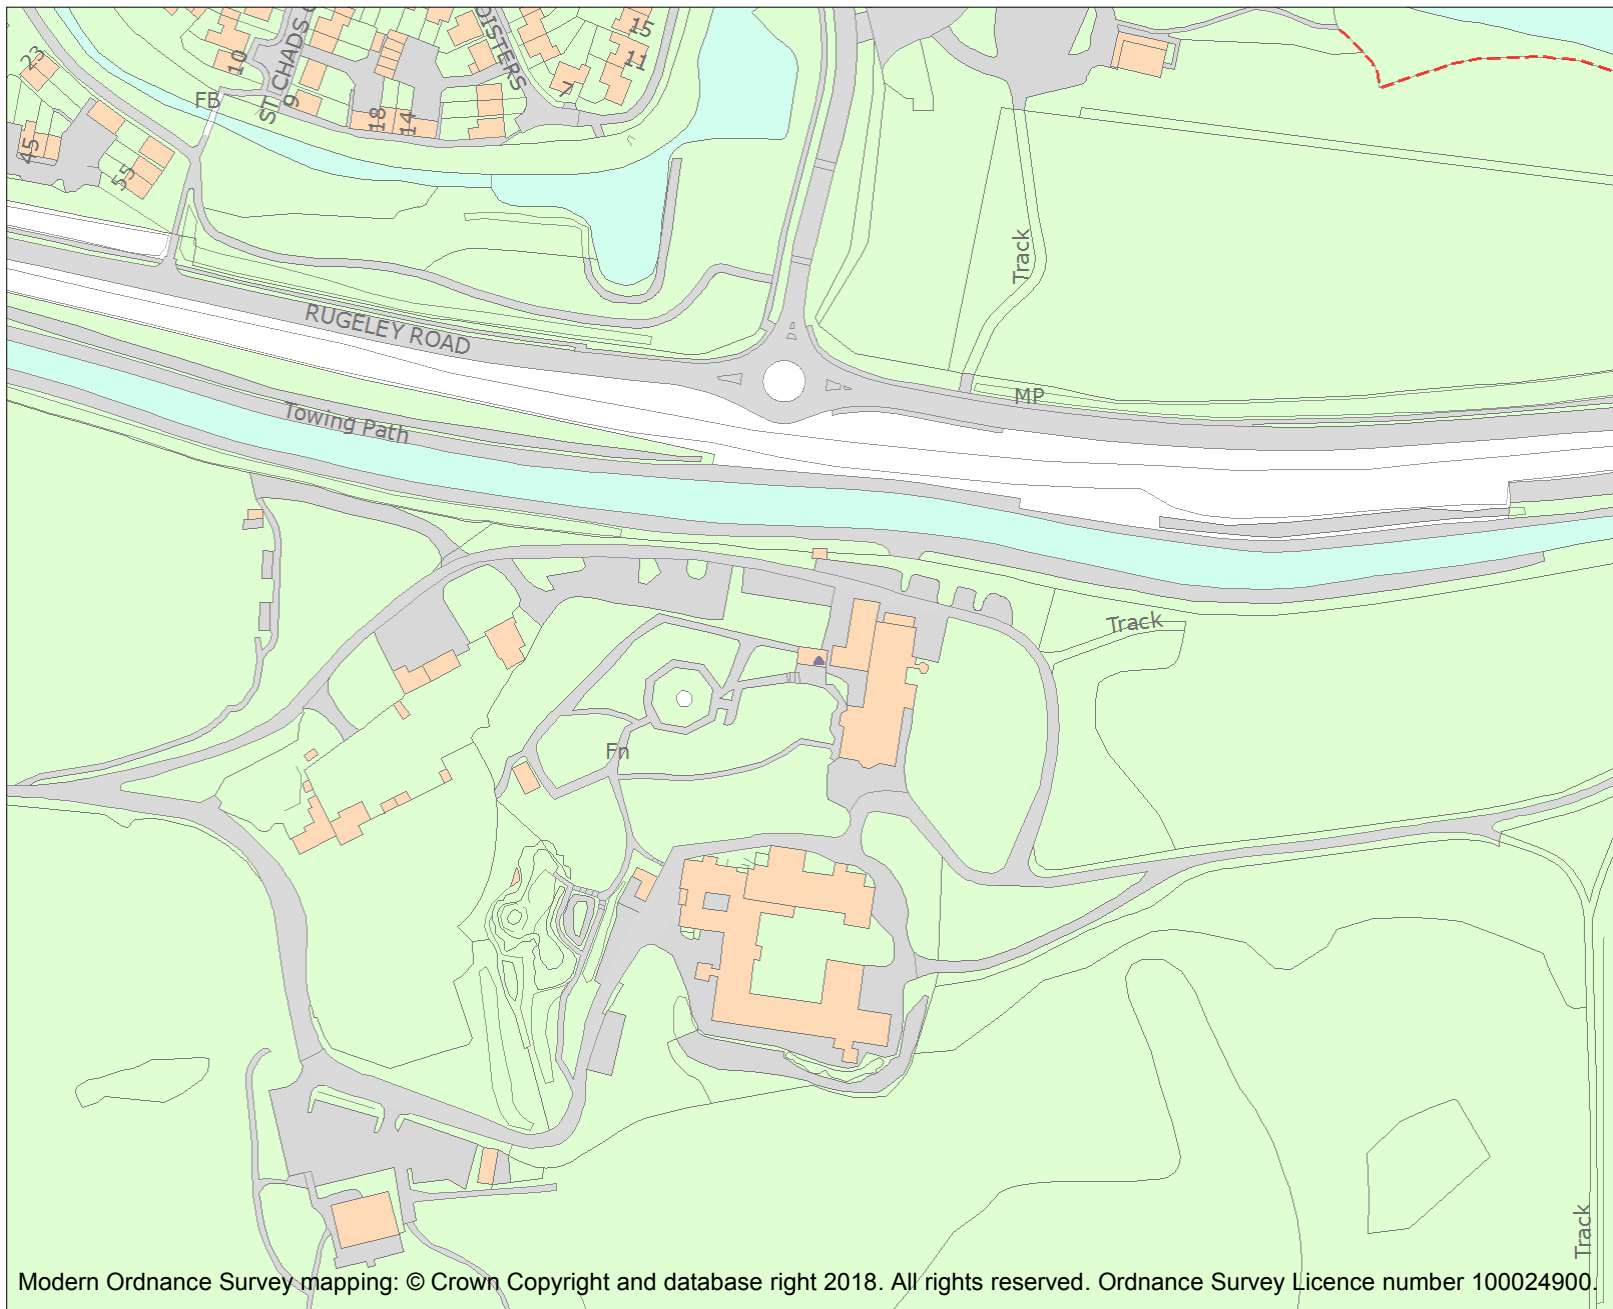 23
10
ST CHADS C
9
OISTERS
15
11
7
FB
18
14
45
55
Track
RUGELEY ROAD
MP
Towing Path
Track
Fn
Track
Modern Ordnance Survey mapping: © Crown Copyright and database right 2018. All rights reserved. Ordnance Survey Licence number 100024900.